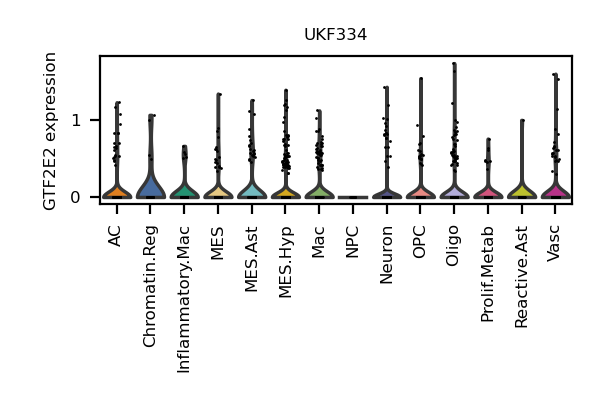 UKF334
GTF2E2 expression
1
0
AC
Chromatin.Reg
Inflammatory.Mac
MES
MES.Ast
MES.Hyp
Mac
NPC
Neuron
OPC
Oligo
Prolif.Metab
Reactive.Ast
Vasc